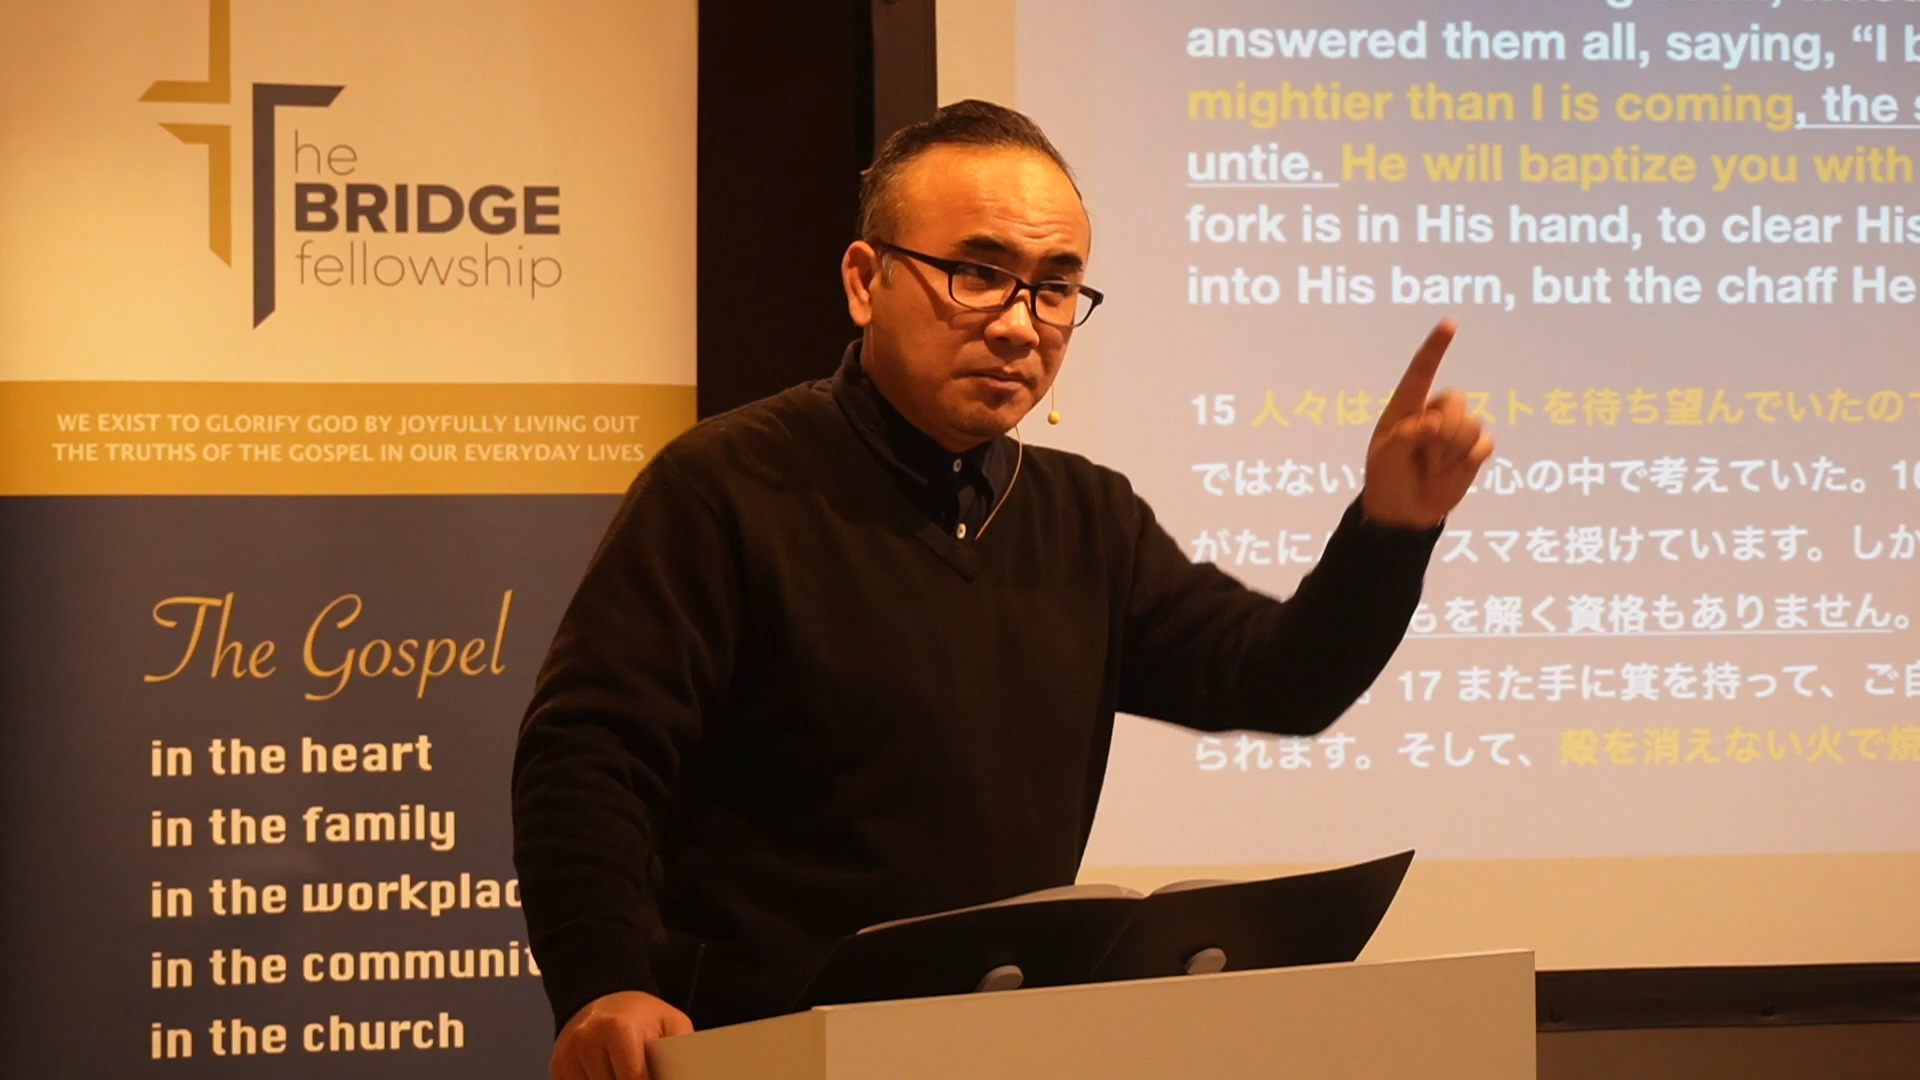 he
BRIDGE
fellowship
WE EXIST TO GLORIFY GOD BY JOYFULLY LIVING OUT
THE TRUTHS OF THE GOSPEL IN OUR EVERYDAY LIVES
The Gospel
in the heart
in the family
in the
in the
in the church
answered them all, saying, “I
mightier than I is coming, the
untie. He will baptize you with
fork is in His hand, to clear His
into His barn, but the chaff He
15 人々は ストを待ち望んでいたので
ではない 心の中で考えていた。
がたに スマを授けています。しか
もを解く資格もありません。
17 また手に箕を持って、ご自
られます。そして、殻を消えない火で焼